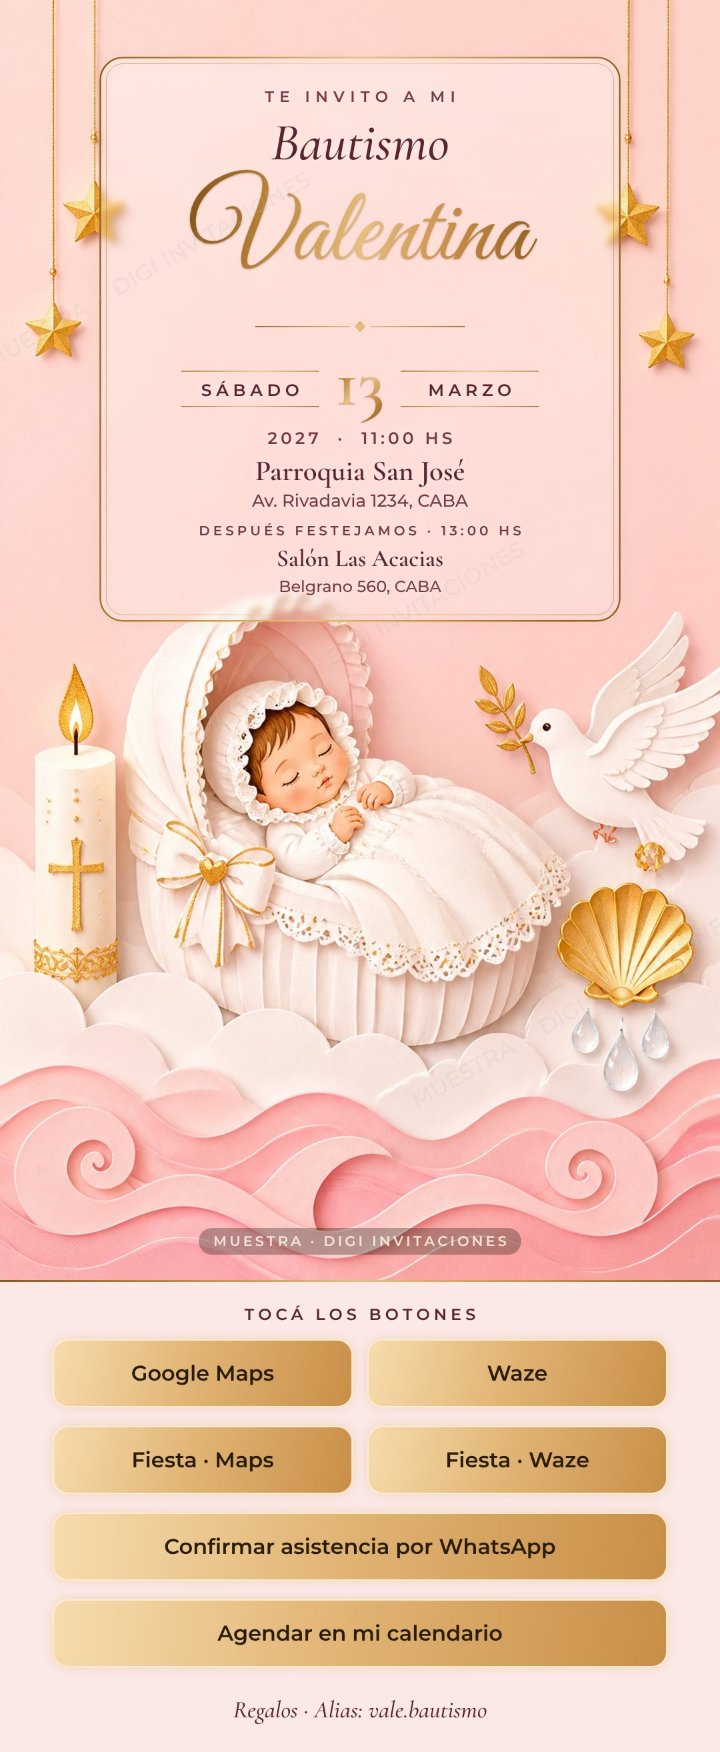 TE INVITO A MI
Bautismo
Valentina
SÁBADO 13 MARZO
2027 · 11:00 HS
Parroquia San José
Av. Rivadavia 1234, CABA
DESPUÉS FESTEJAMOS · 13:00 HS
Salón Las Acacias
Belgrano 560, CABA
MUESTRA · DIGI INVITACIONES
TOCÁ LOS BOTONES
Google Maps
Waze
Fiesta · Maps
Fiesta · Waze
Confirmar asistencia por WhatsApp
Agendar en mi calendario
Regalos · Alias: vale.bautismo